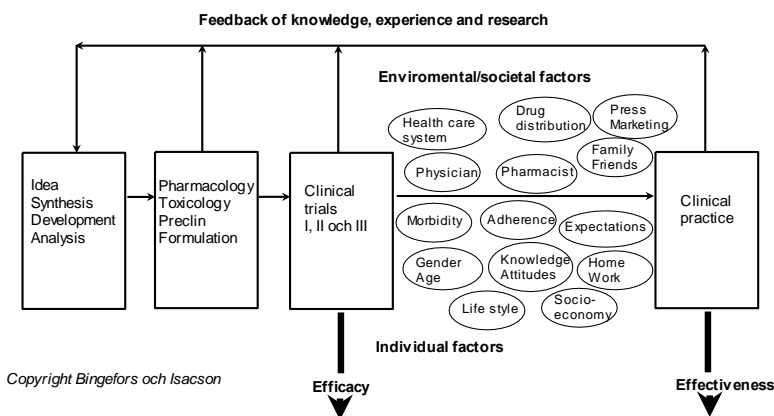 Feedback of knowledge, experience and research
Enviromental/societal factors
Idea
Synthesis
Development
Analysis
Pharmacology
Toxicology
Preclin
Formulation
Clinical
trials
I, II och III
Health care
system
Drug
distribution
Press
Marketing
Family
Friends
Physician
Pharmacist
Morbidity
Adherence
Expectations
Gender
Age
Knowledge
Attitudes
Home
Work
Life style
Socio-
economy
Clinical
practice
Individual factors
Copyright Bingefors och Isacson
Efficacy
Effectiveness